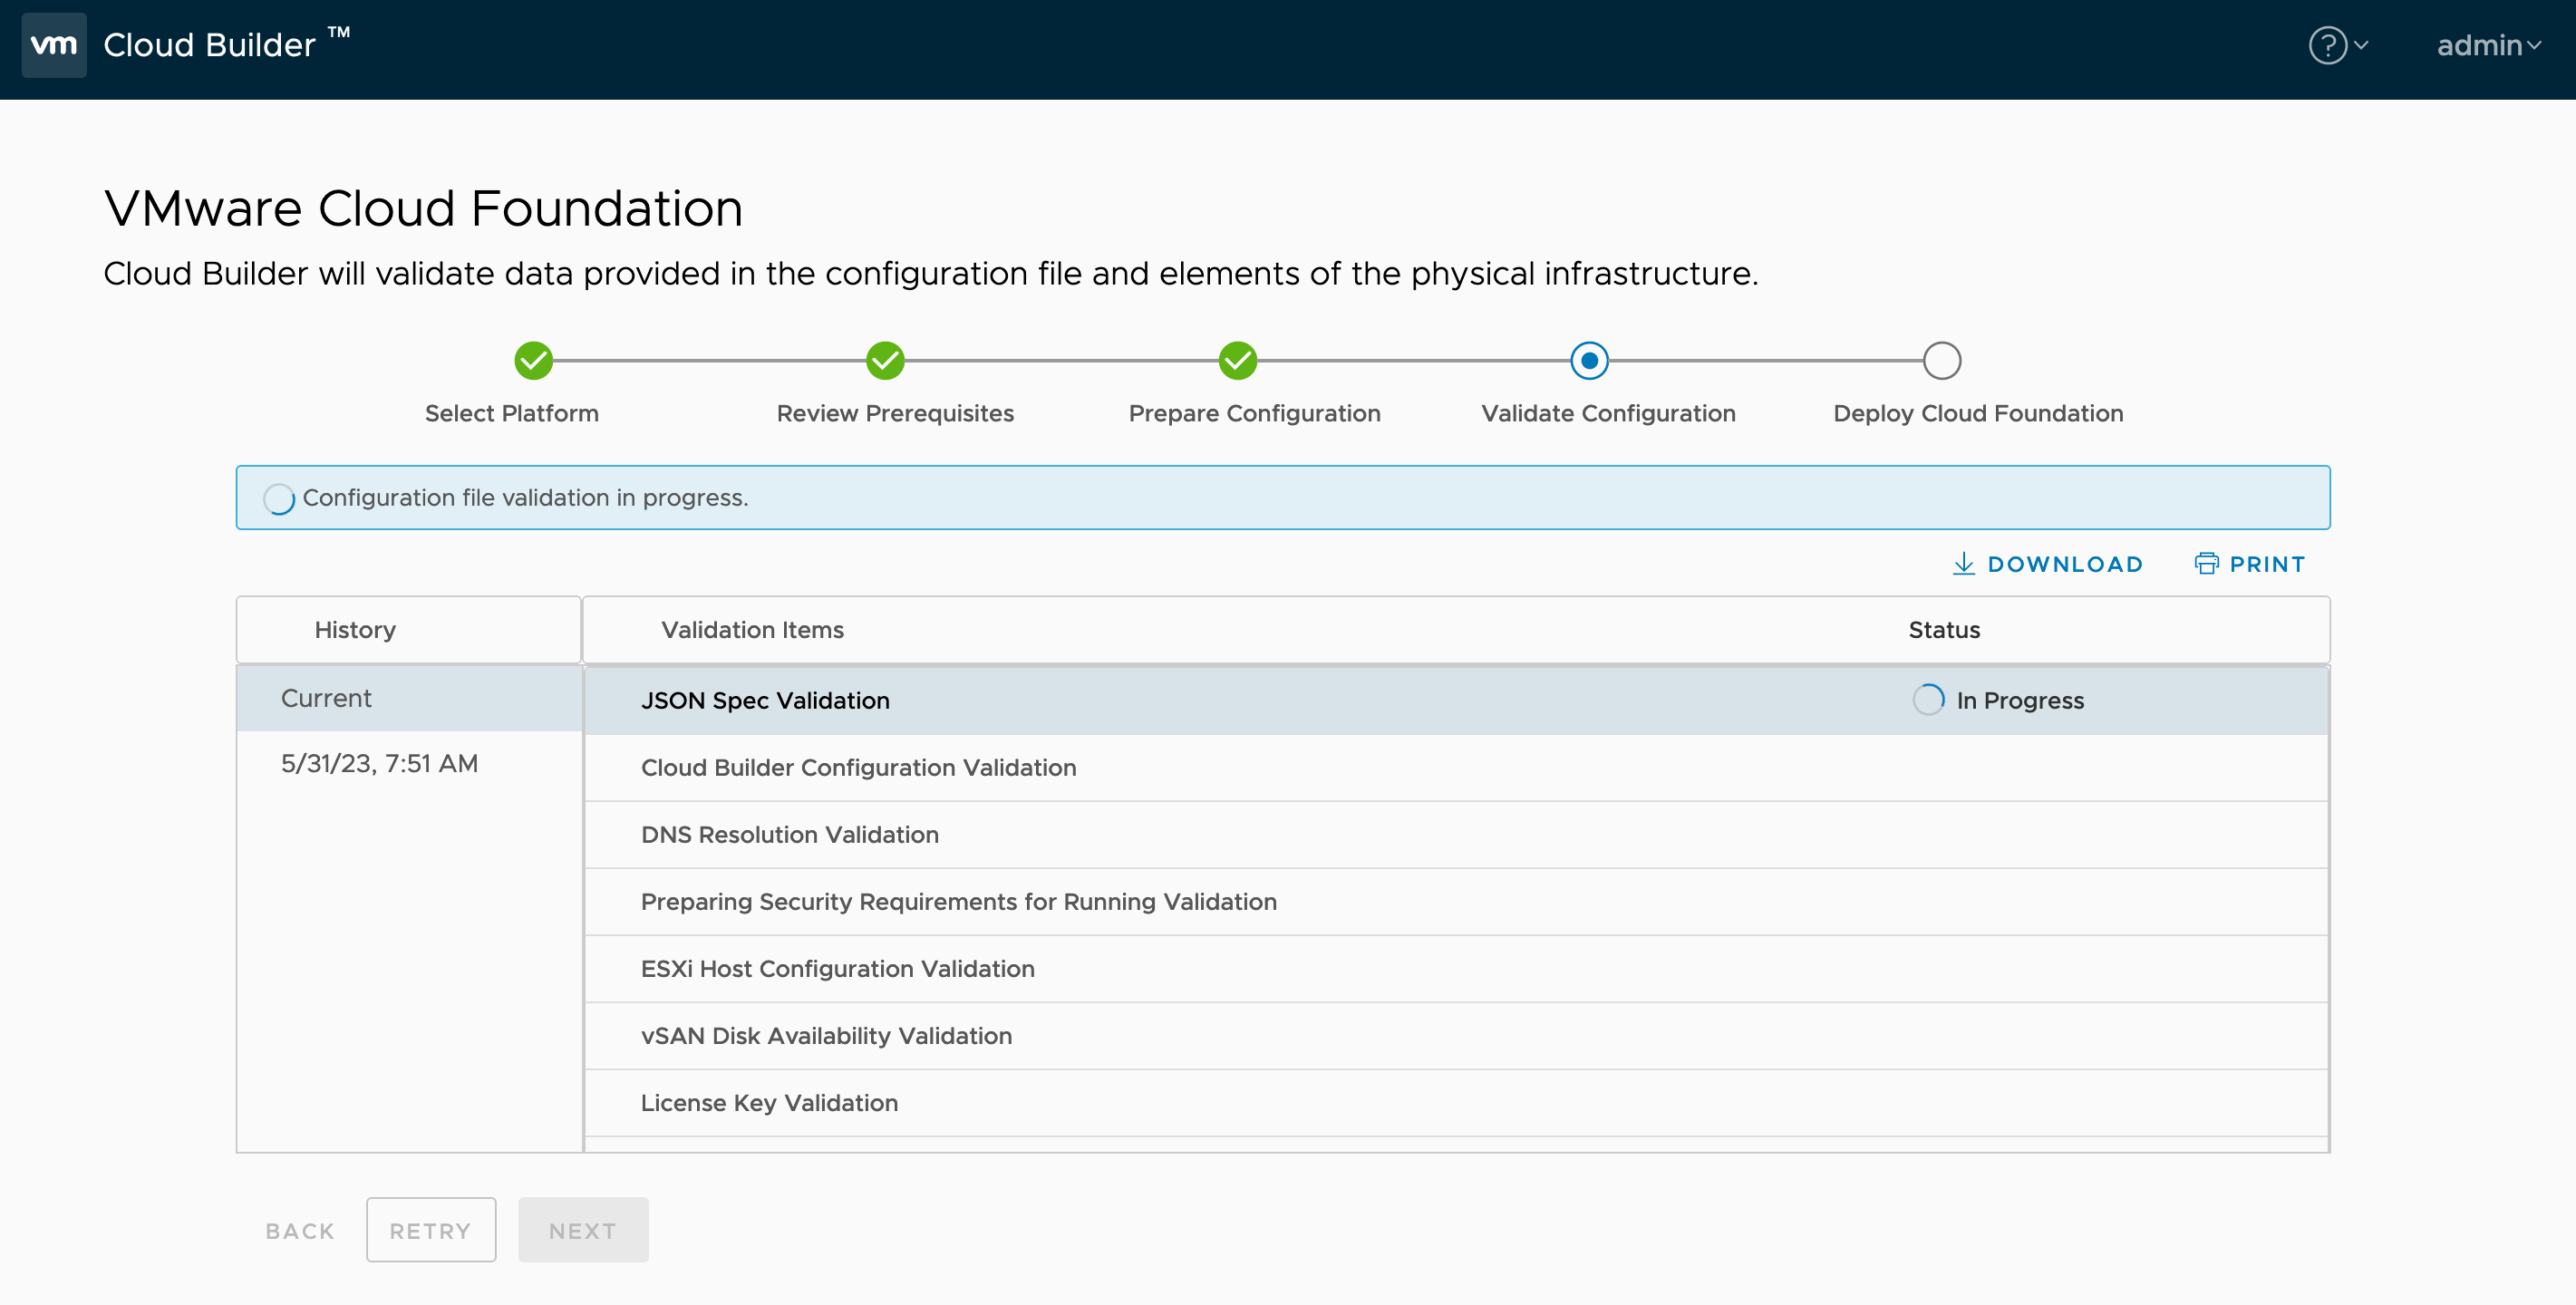 vm Cloud Builder ™
? admin
VMware Cloud Foundation
Cloud Builder will validate data provided in the configuration file and elements of the physical infrastructure.
Select Platform
Review Prerequisites
Prepare Configuration
Validate Configuration
Deploy Cloud Foundation
Configuration file validation in progress.
DOWNLOAD
PRINT
History
Validation Items
Status
Current
5/31/23, 7:51 AM
JSON Spec Validation
In Progress
Cloud Builder Configuration Validation
DNS Resolution Validation
Preparing Security Requirements for Running Validation
ESXi Host Configuration Validation
vSAN Disk Availability Validation
License Key Validation
BACK
RETRY
NEXT